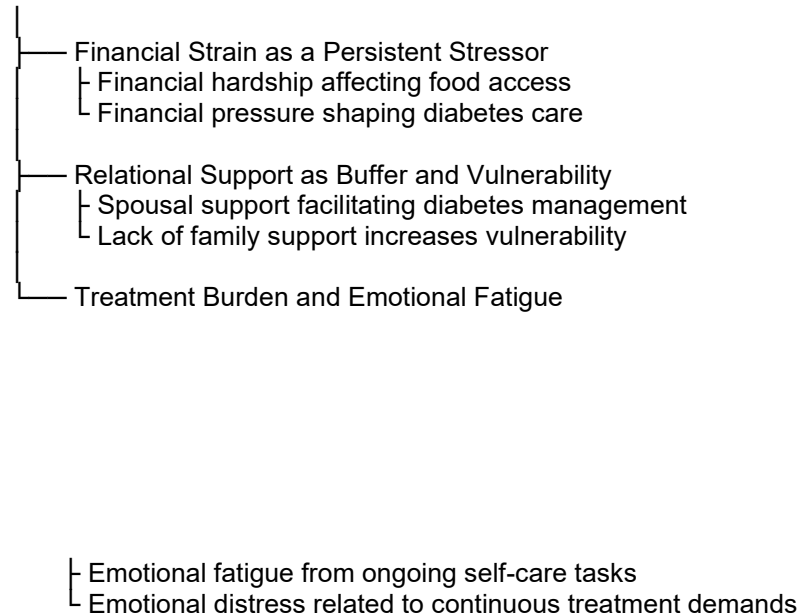 Financial Strain as a Persistent Stressor
Financial hardship affecting food access
Financial pressure shaping diabetes care
Relational Support as Buffer and Vulnerability
Spousal support facilitating diabetes management
Lack of family support increases vulnerability
Treatment Burden and Emotional Fatigue
Emotional fatigue from ongoing self-care tasks
Emotional distress related to continuous treatment demands